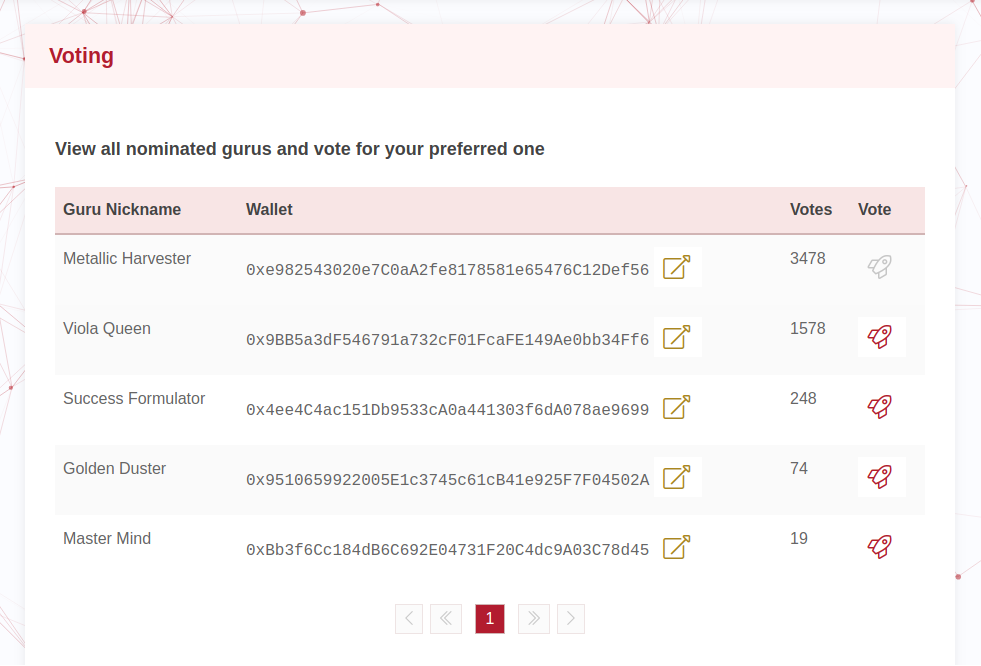 Voting
View all nominated gurus and vote for your preferred one
Guru Nickname Wallet Votes Vote
Metallic Harvester 0xe982543020e7C0aA2fe8178581e65476C12Def56 3478
Viola Queen 0x9BB5a3dF546791a732cF01FcaFE149Ae0bb34Ff6 1578
Success Formulator 0x4ee4C4ac151Db9533cA0a441303f6dA078ae9699 248
Golden Duster 0x9510659922005E1c3745c61cB41e925F7F04502A 74
Master Mind 0xBb3f6Cc184dB6C692E04731F20C4dc9A03C78d45 19
1